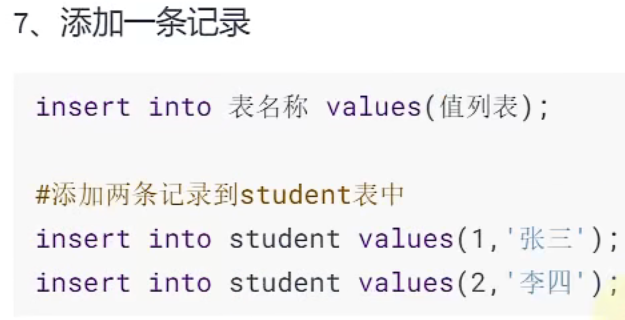 7、添加一条记录
insert into 表名称 values(值列表);
#添加两条记录到student表中
insert into student values(1,'张三');
insert into student values(2,'李四');